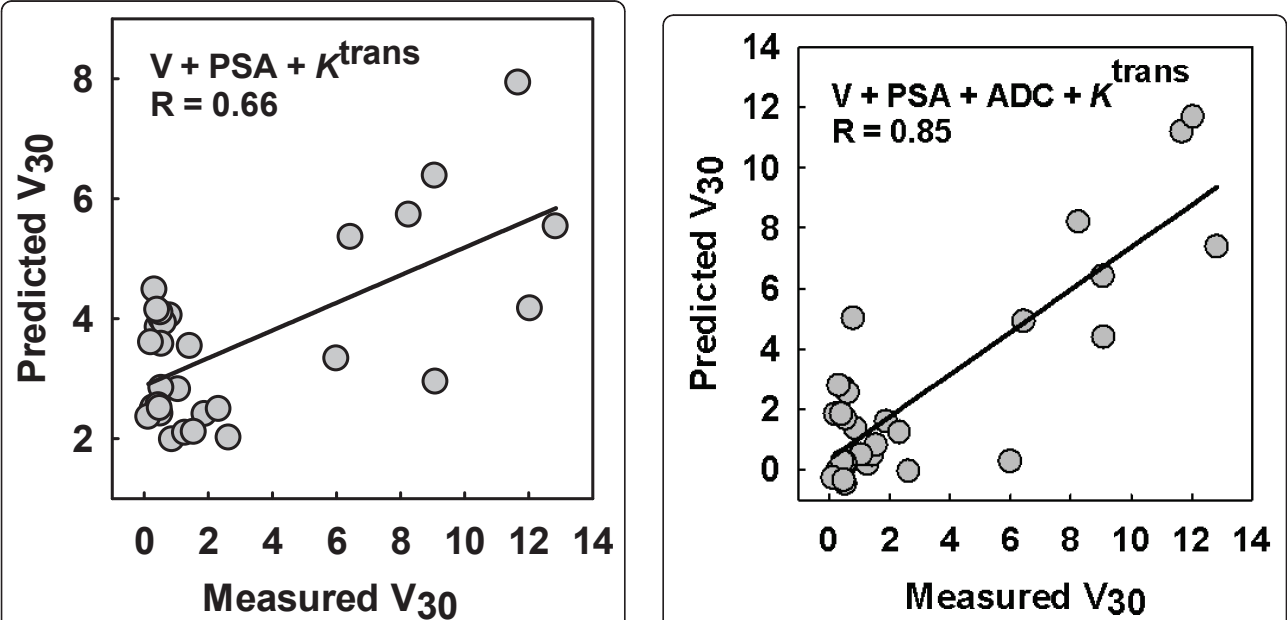 V + PSA + Ktrans
R = 0.66
8
6
4
2
0 2 4 6 8 10 12 14
Predicted V30
Measured V30
V + PSA + ADC + Ktrans
R = 0.85
14
12
10
8
6
4
2
0
0 2 4 6 8 10 12 14
Predicted V30
Measured V30